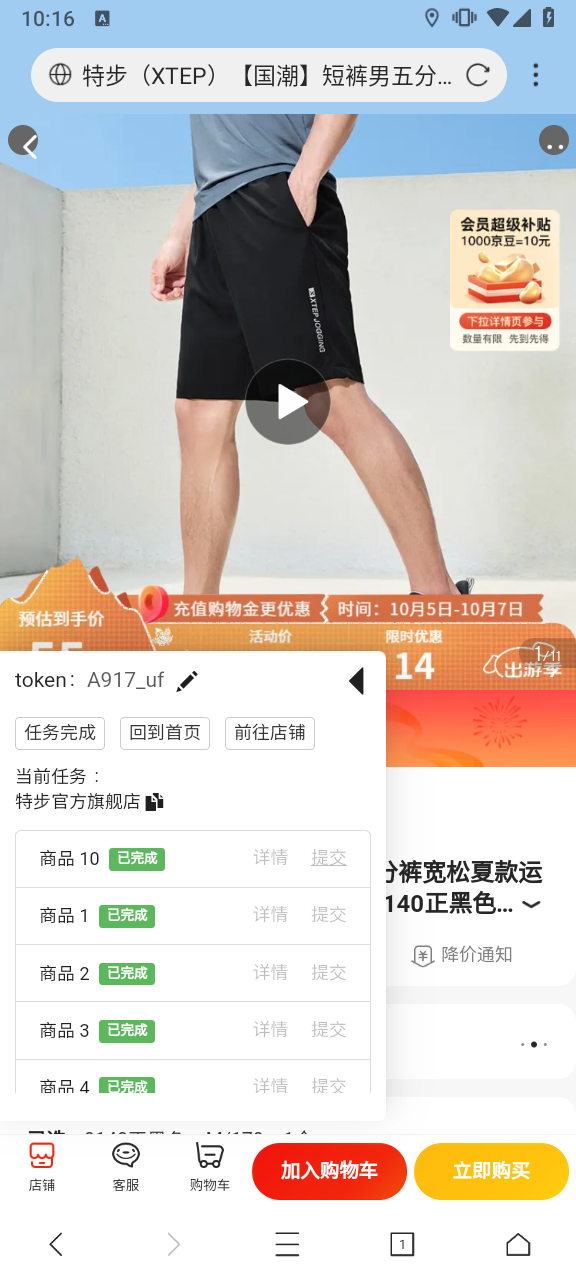 10:16
特步（XTEP）【国潮】短裤男五分...
会员超级补贴
1000京豆=10元
下拉详情页参与
数量有限 先到先得
XTEP JOGGING
预估到手价
充值购物金更优惠
时间：10月5日-10月7日
活动价
限时优惠
14
1/11
出游季
token： A917_uf
任务完成
回到首页
前往店铺
当前任务：
特步官方旗舰店
商品 10 已完成 详情 提交
商品 1 已完成 详情 提交
商品 2 已完成 详情 提交
商品 3 已完成 详情 提交
商品 4 已完成 详情 提交
裤宽松夏款运
140正黑色...
降价通知
店铺
客服
购物车
加入购物车
立即购买
1